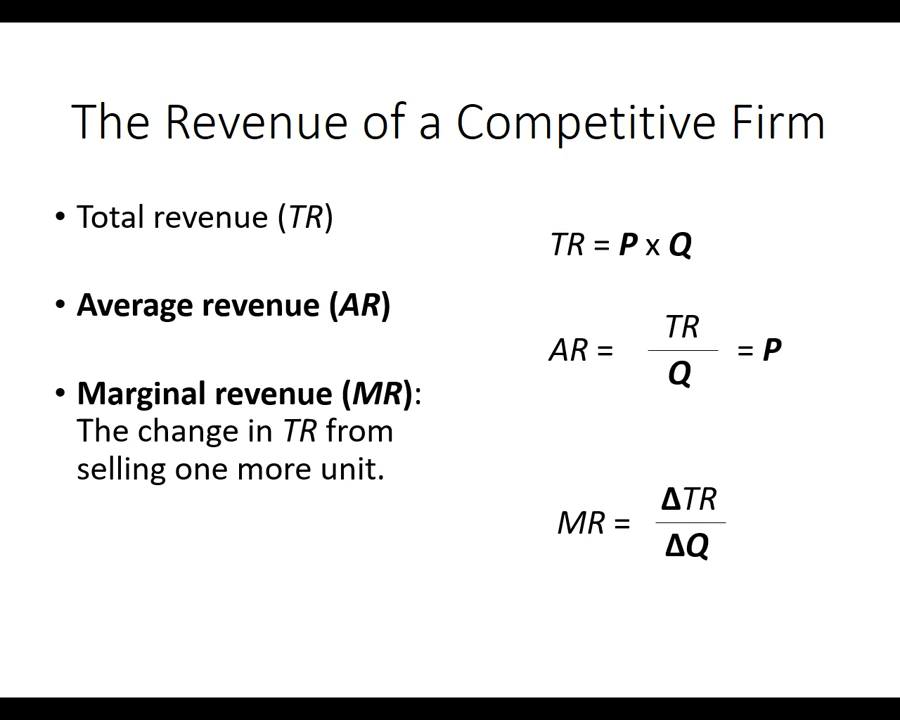 The Revenue of a Competitive Firm
• Total revenue (TR)
TR = P x Q
• Average revenue (AR)
AR = TR / Q = P
• Marginal revenue (MR):
The change in TR from
selling one more unit.
MR = ΔTR / ΔQ